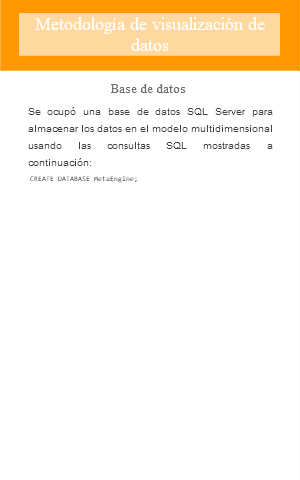 Metodología de visualización de
datos
Base de datos
Se ocupó una base de datos SQL Server para
almacenar los datos en el modelo multidimensional
usando las consultas SQL mostradas a
continuación:
CREATE DATABASE MetaEngine;